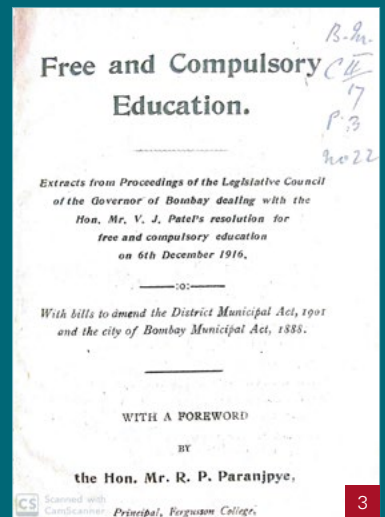 B. M.
C II
17
P. 3
no 22
Free and Compulsory
Education.
Extracts from Proceedings of the Legislative Council
of the Governor of Bombay dealing with the
Hon. Mr. V. J. Patel's resolution for
free and compulsory education
on 6th December 1916.
:o:
With bills to amend the District Municipal Act, 1901
and the city of Bombay Municipal Act, 1888.
WITH A FOREWORD
BY
the Hon. Mr. R. P. Paranjpye,
Principal, Fergusson College,
CS Scanned with
CamScanner
3